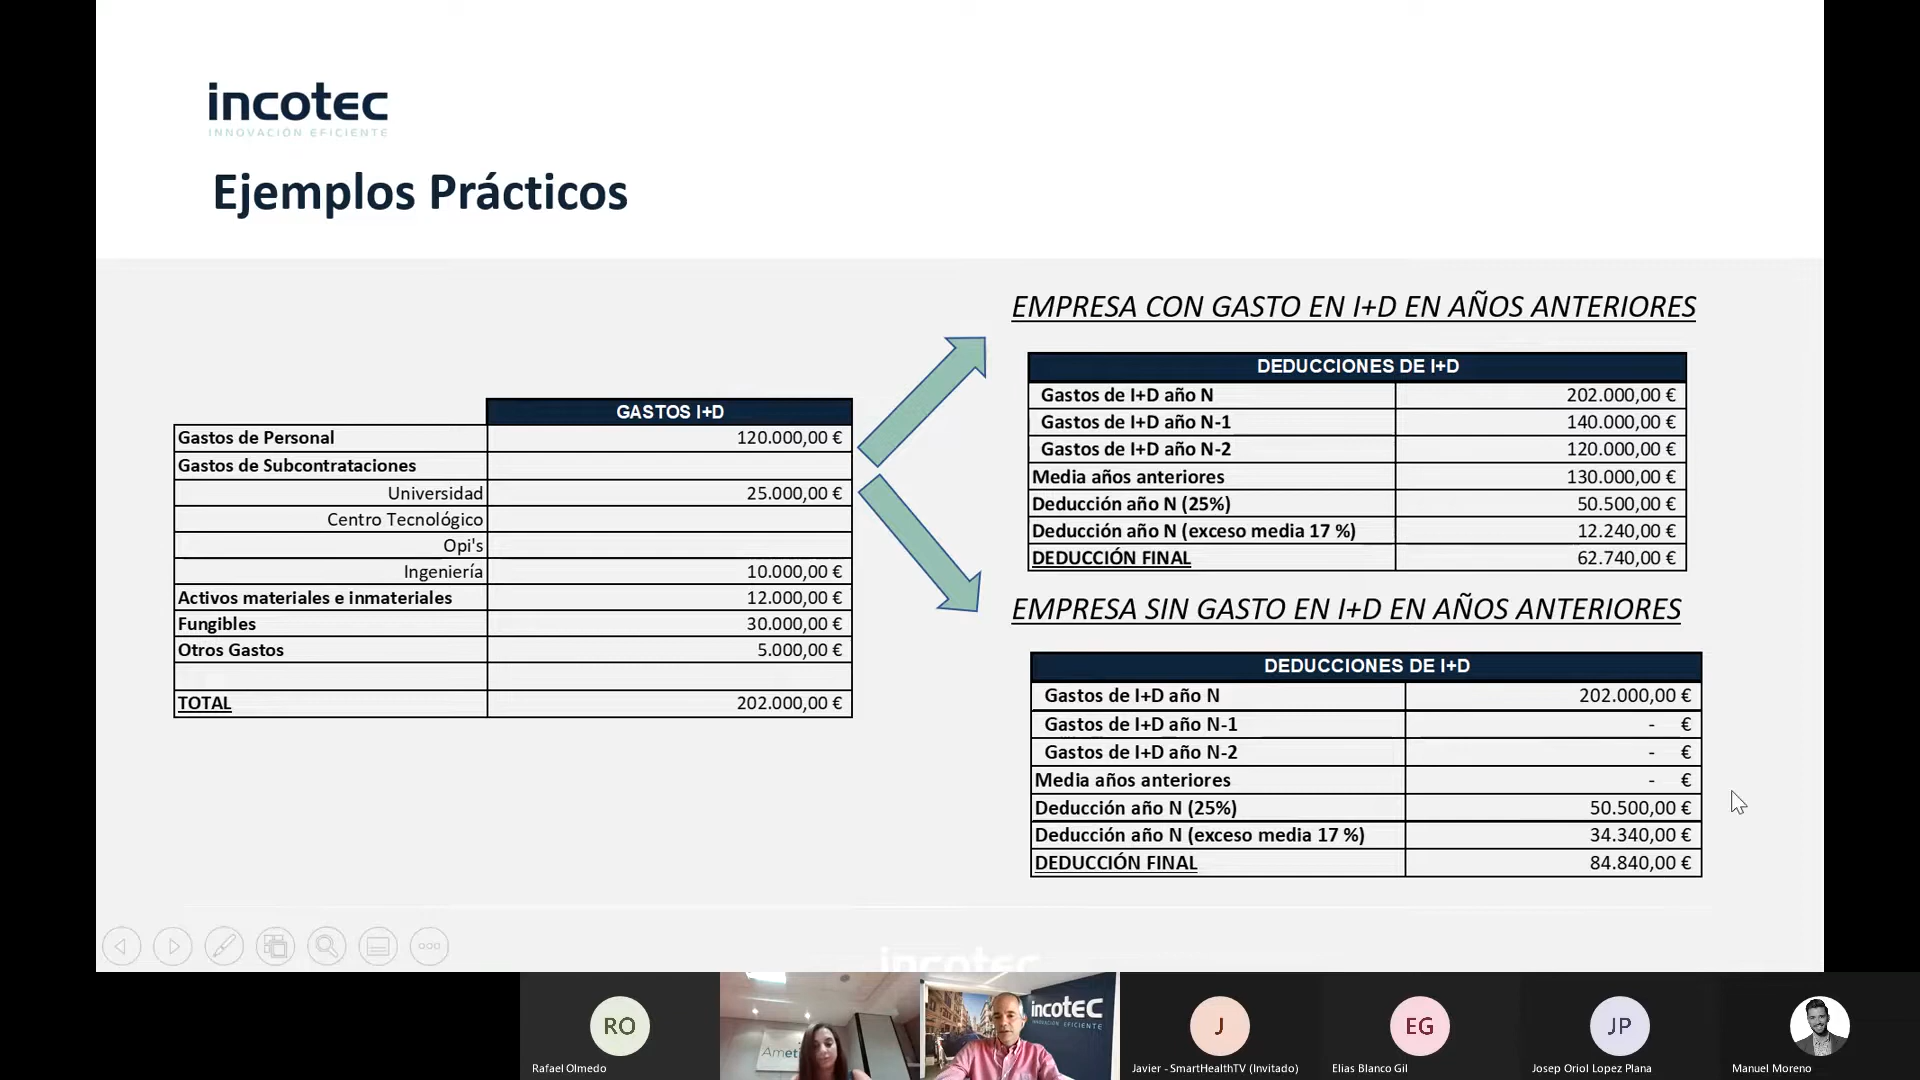 incotec
INNOVACIÓN EFICIENTE
Ejemplos Prácticos
GASTOS I+D
Gastos de Personal 120.000,00 €
Gastos de Subcontrataciones
Universidad 25.000,00 €
Centro Tecnológico
Opi's
Ingeniería 10.000,00 €
Activos materiales e inmateriales 12.000,00 €
Fungibles 30.000,00 €
Otros Gastos 5.000,00 €
TOTAL 202.000,00 €
EMPRESA CON GASTO EN I+D EN AÑOS ANTERIORES
DEDUCCIONES DE I+D
Gastos de I+D año N 202.000,00 €
Gastos de I+D año N-1 140.000,00 €
Gastos de I+D año N-2 120.000,00 €
Media años anteriores 130.000,00 €
Deducción año N (25%) 50.500,00 €
Deducción año N (exceso media 17 %) 12.240,00 €
DEDUCCIÓN FINAL 62.740,00 €
EMPRESA SIN GASTO EN I+D EN AÑOS ANTERIORES
DEDUCCIONES DE I+D
Gastos de I+D año N 202.000,00 €
Gastos de I+D año N-1 - €
Gastos de I+D año N-2 - €
Media años anteriores - €
Deducción año N (25%) 50.500,00 €
Deducción año N (exceso media 17 %) 34.340,00 €
DEDUCCIÓN FINAL 84.840,00 €
incotec
RO
Rafael Olmedo
incotec
INNOVACIÓN EFICIENTE
J
Javier - SmartHealthTV (Invitado)
EG
Elias Blanco Gil
JP
Josep Oriol Lopez Plana
Manuel Moreno